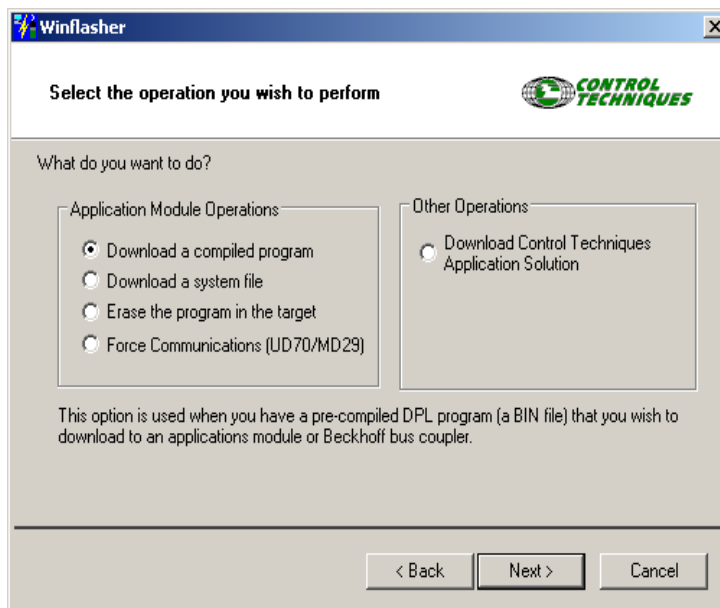 Winflasher
Select the operation you wish to perform
CONTROL
TECHNIQUES
What do you want to do?
Application Module Operations
Download a compiled program
Download a system file
Erase the program in the target
Force Communications (UD70/MD29)
Other Operations
Download Control Techniques
Application Solution
This option is used when you have a pre-compiled DPL program (a BIN file) that you wish to
download to an applications module or Beckhoff bus coupler.
< Back
Next >
Cancel